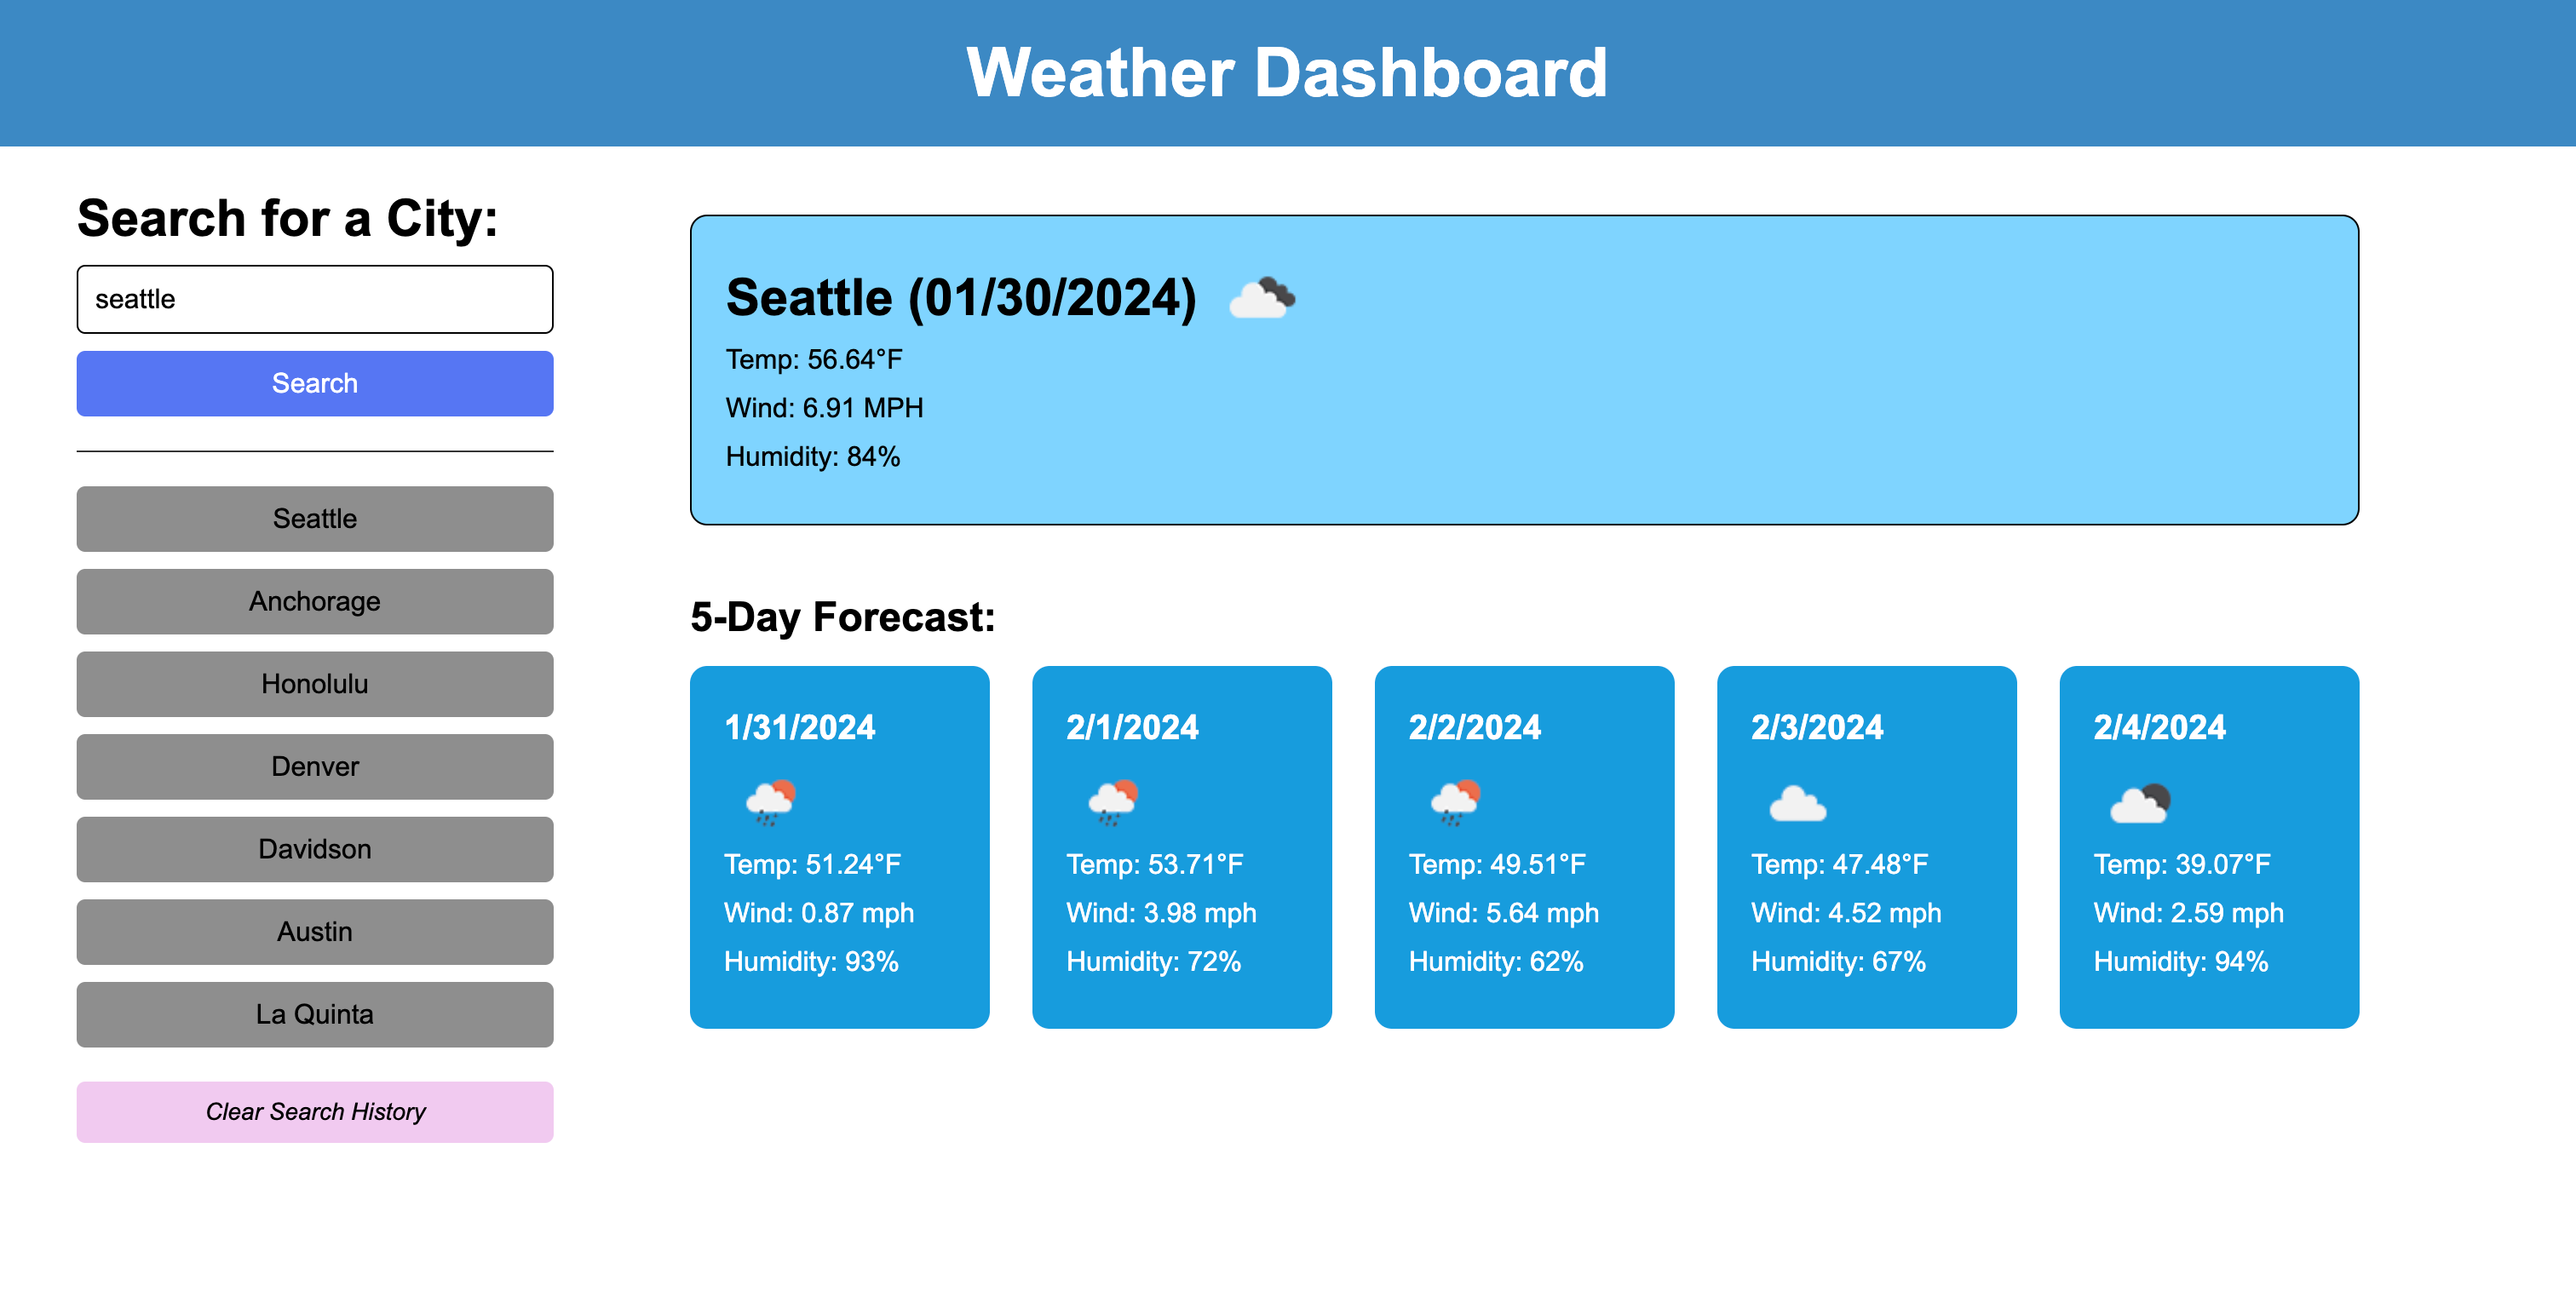 Weather Dashboard
Search for a City:
seattle
Search
Seattle
Anchorage
Honolulu
Denver
Davidson
Austin
La Quinta
Clear Search History
Seattle (01/30/2024)
Temp: 56.64°F
Wind: 6.91 MPH
Humidity: 84%
5-Day Forecast:
1/31/2024
Temp: 51.24°F
Wind: 0.87 mph
Humidity: 93%
2/1/2024
Temp: 53.71°F
Wind: 3.98 mph
Humidity: 72%
2/2/2024
Temp: 49.51°F
Wind: 5.64 mph
Humidity: 62%
2/3/2024
Temp: 47.48°F
Wind: 4.52 mph
Humidity: 67%
2/4/2024
Temp: 39.07°F
Wind: 2.59 mph
Humidity: 94%